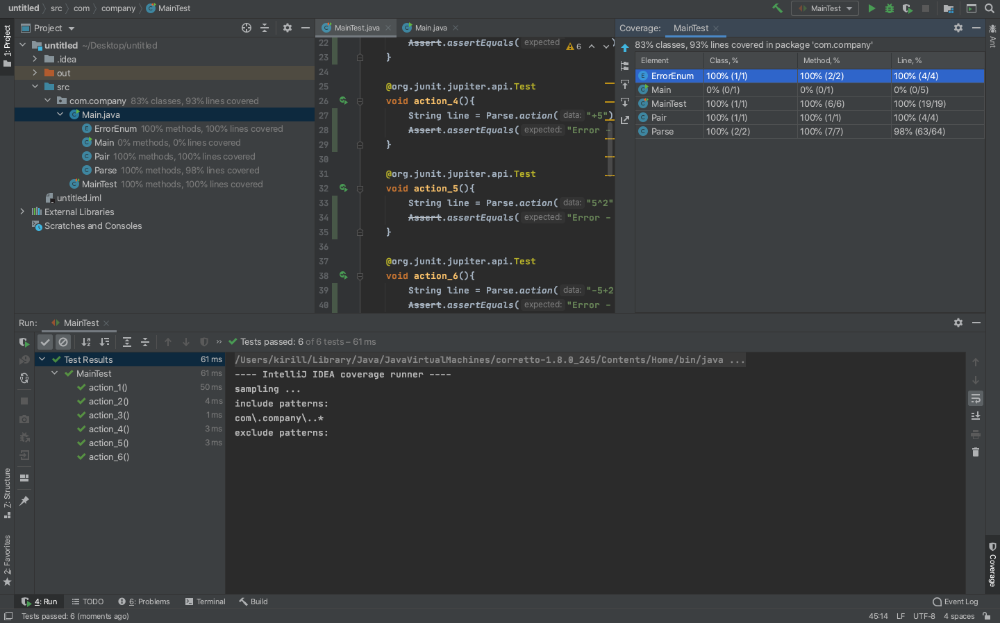 untitled src com company MainTest
MainTest
1: Project
Project
untitled ~/Desktop/untitled
.idea
out
src
com.company 83% classes, 93% lines covered
Main.java
ErrorEnum 100% methods, 100% lines covered
Main 0% methods, 0% lines covered
Pair 100% methods, 100% lines covered
Parse 100% methods, 98% lines covered
MainTest 100% methods, 100% lines covered
untitled.iml
External Libraries
Scratches and Consoles
MainTest.java Main.java
22 Assert.assertEquals( expected )
6
23 }
24
25 @org.junit.jupiter.api.Test
26 void action_4(){
27 String line = Parse.action( data: "+5")
28 Assert.assertEquals( expected: "Error -
29 }
30
31 @org.junit.jupiter.api.Test
32 void action_5(){
33 String line = Parse.action( data: "5^2"
34 Assert.assertEquals( expected: "Error -
35 }
36
37 @org.junit.jupiter.api.Test
38 void action_6(){
39 String line = Parse.action( data: "-5+2
40 Assert.assertEquals( expected: "Error -
Coverage: MainTest
83% classes, 93% lines covered in package 'com.company'
Element Class, % Method, % Line, %
ErrorEnum 100% (1/1) 100% (2/2) 100% (4/4)
Main 0% (0/1) 0% (0/1) 0% (0/5)
MainTest 100% (1/1) 100% (6/6) 100% (19/19)
Pair 100% (1/1) 100% (1/1) 100% (4/4)
Parse 100% (2/2) 100% (7/7) 98% (63/64)
Ant
Run: MainTest
Tests passed: 6 of 6 tests – 61 ms
Test Results 61 ms
MainTest 61 ms
action_1() 50 ms
action_2() 4 ms
action_3() 1 ms
action_4() 3 ms
action_5() 3 ms
action_6()
/Users/kirill/Library/Java/JavaVirtualMachines/corretto-1.8.0_265/Contents/Home/bin/java ...
---- IntelliJ IDEA coverage runner ----
sampling ...
include patterns:
com\.company\..*
exclude patterns:
Z: Structure
2: Favorites
Coverage
4: Run TODO 6: Problems Terminal Build Event Log
Tests passed: 6 (moments ago) 45:14 LF UTF-8 4 spaces